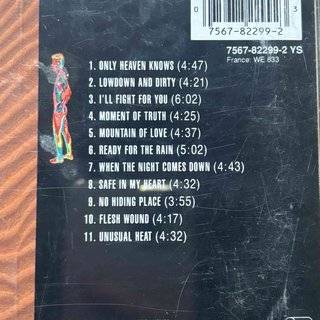 0 3
7567-82299-2
7567-82299-2 YS
France: WE 833
1. ONLY HEAVEN KNOWS (4:47)
2. LOWDOWN AND DIRTY (4:21)
3. I'LL FIGHT FOR YOU (6:02)
4. MOMENT OF TRUTH (4:25)
5. MOUNTAIN OF LOVE (4:37)
6. READY FOR THE RAIN (5:02)
7. WHEN THE NIGHT COMES DOWN (4:43)
8. SAFE IN MY HEART (4:32)
9. NO HIDING PLACE (3:55)
10. FLESH WOUND (4:17)
11. UNUSUAL HEAT (4:32)